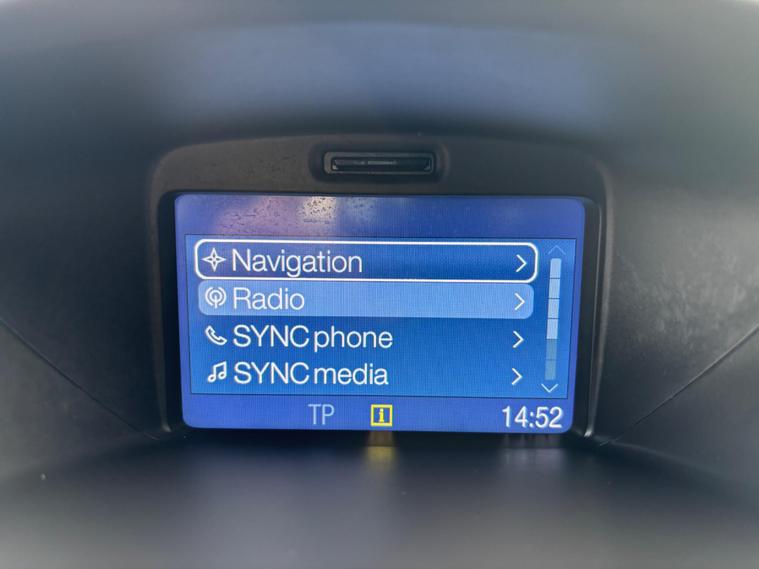 Navigation
Radio
SYNC phone
SYNC media
TP i 14:52